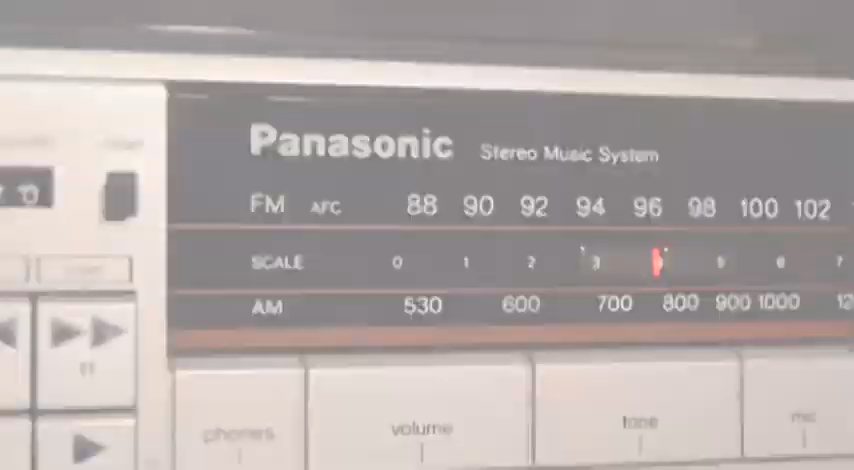 Panasonic Stereo Music System
FM AFC 88 90 92 94 96 98 100 102
SCALE 0 1 2 3 5 6 7
AM 530 600 700 800 900 1000
phones volume tone mic